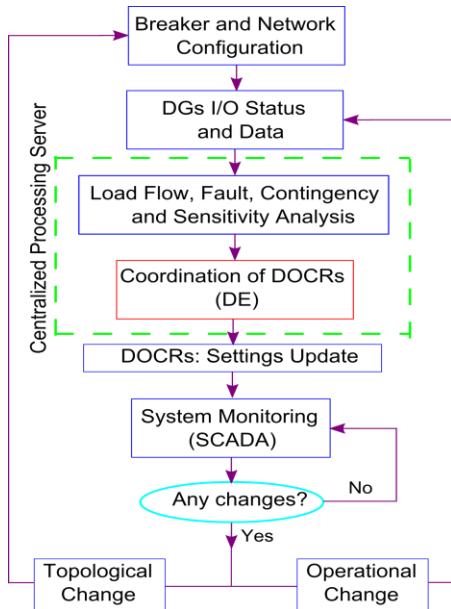 Breaker and Network
Configuration
DGs I/O Status
and Data
Centralized Processing Server
Load Flow, Fault, Contingency
and Sensitivity Analysis
Coordination of DOCRs
(DE)
DOCRs: Settings Update
System Monitoring
(SCADA)
Any changes?
No
Yes
Topological
Change
Operational
Change